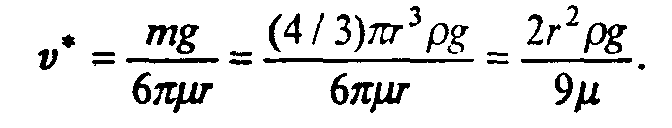 v* = mg / 6πμr = (4 / 3)πr³ρg / 6πμr = 2r²ρg / 9μ.